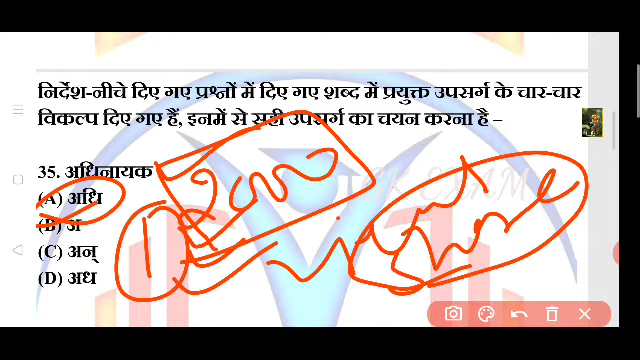 निर्देश-नीचे दिए गए प्रश्नों में दिए गए शब्द में प्रयुक्त उपसर्ग के चार-चार
विकल्प दिए गए हैं, इनमें से सही उपसर्ग का चयन करना है –
35. अधिनायक
(A) अधि
(B) अ
(C) अन्
(D) अध
EXAM